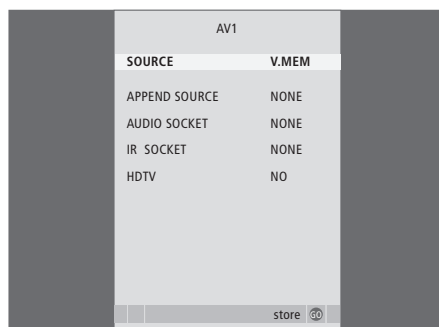 AV1
SOURCE V.MEM
APPEND SOURCE NONE
AUDIO SOCKET NONE
IR SOCKET NONE
HDTV NO
store GO